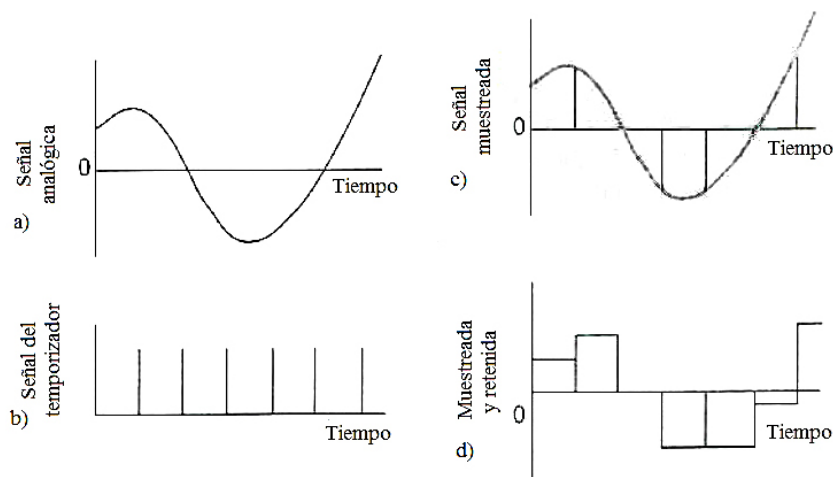 Señal
analógica
0
Tiempo
a)
Señal del
temporizador
b)
Tiempo
Señal
muestreada
0
Tiempo
c)
Muestreada
y retenida
0
Tiempo
d)